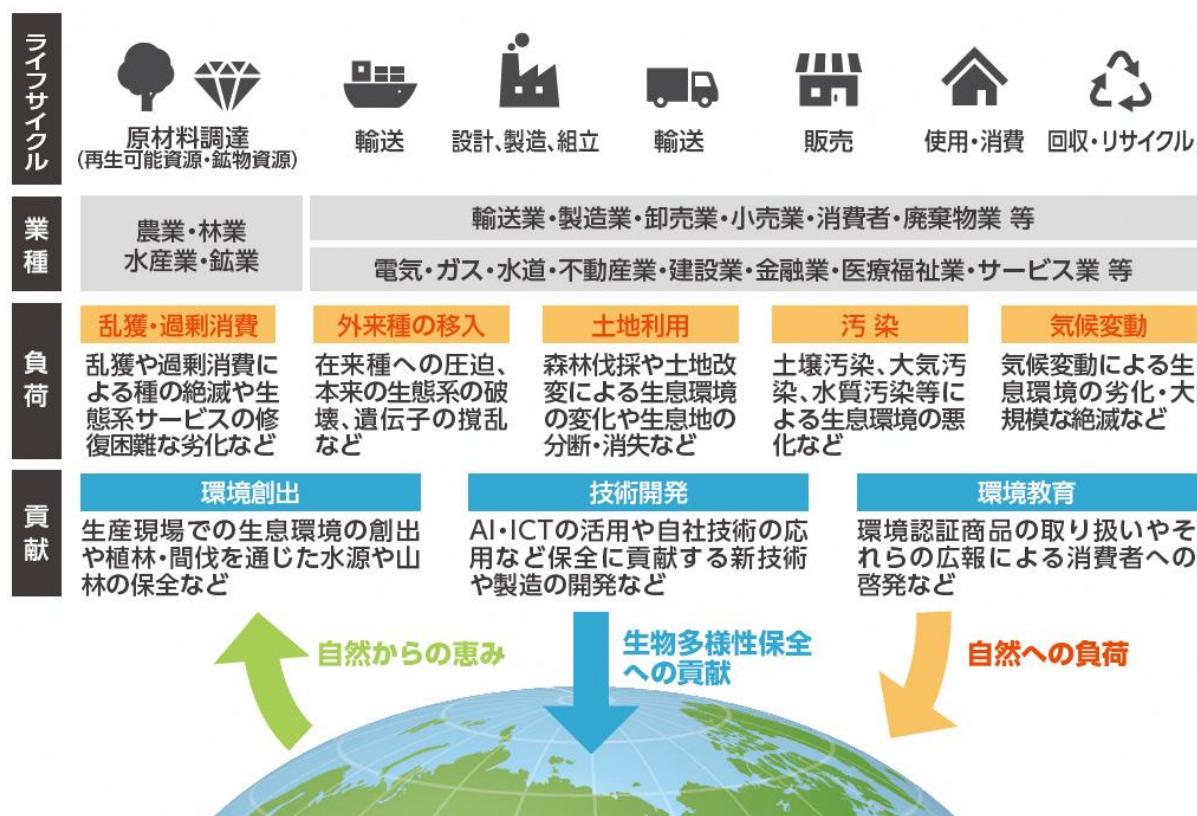 ライフサイクル
原材料調達
(再生可能資源・鉱物資源)
輸送
設計、製造、組立
輸送
販売
使用・消費
回収・リサイクル
業種
農業・林業
水産業・鉱業
輸送業・製造業・卸売業・小売業・消費者・廃棄物業 等
電気・ガス・水道・不動産業・建設業・金融業・医療福祉業・サービス業 等
負荷
乱獲・過剰消費
乱獲や過剰消費に
よる種の絶滅や生
態系サービスの修
復困難な劣化など
外来種の移入
在来種への圧迫、
本来の生態系の破
壊、遺伝子の撹乱
など
土地利用
森林伐採や土地改
変による生息環境
の変化や生息地の
分断・消失など
汚 染
土壌汚染、大気汚
染、水質汚染等に
よる生息環境の悪
化など
気候変動
気候変動による生
息環境の劣化・大
規模な絶滅など
貢献
環境創出
生産現場での生息環境の創出
や植林・間伐を通じた水源や山
林の保全など
技術開発
AI・ICTの活用や自社技術の応
用など保全に貢献する新技術
や製造の開発など
環境教育
環境認証商品の取り扱いやそ
れらの広報による消費者への
啓発など
自然からの恵み
生物多様性保全
への貢献
自然への負荷